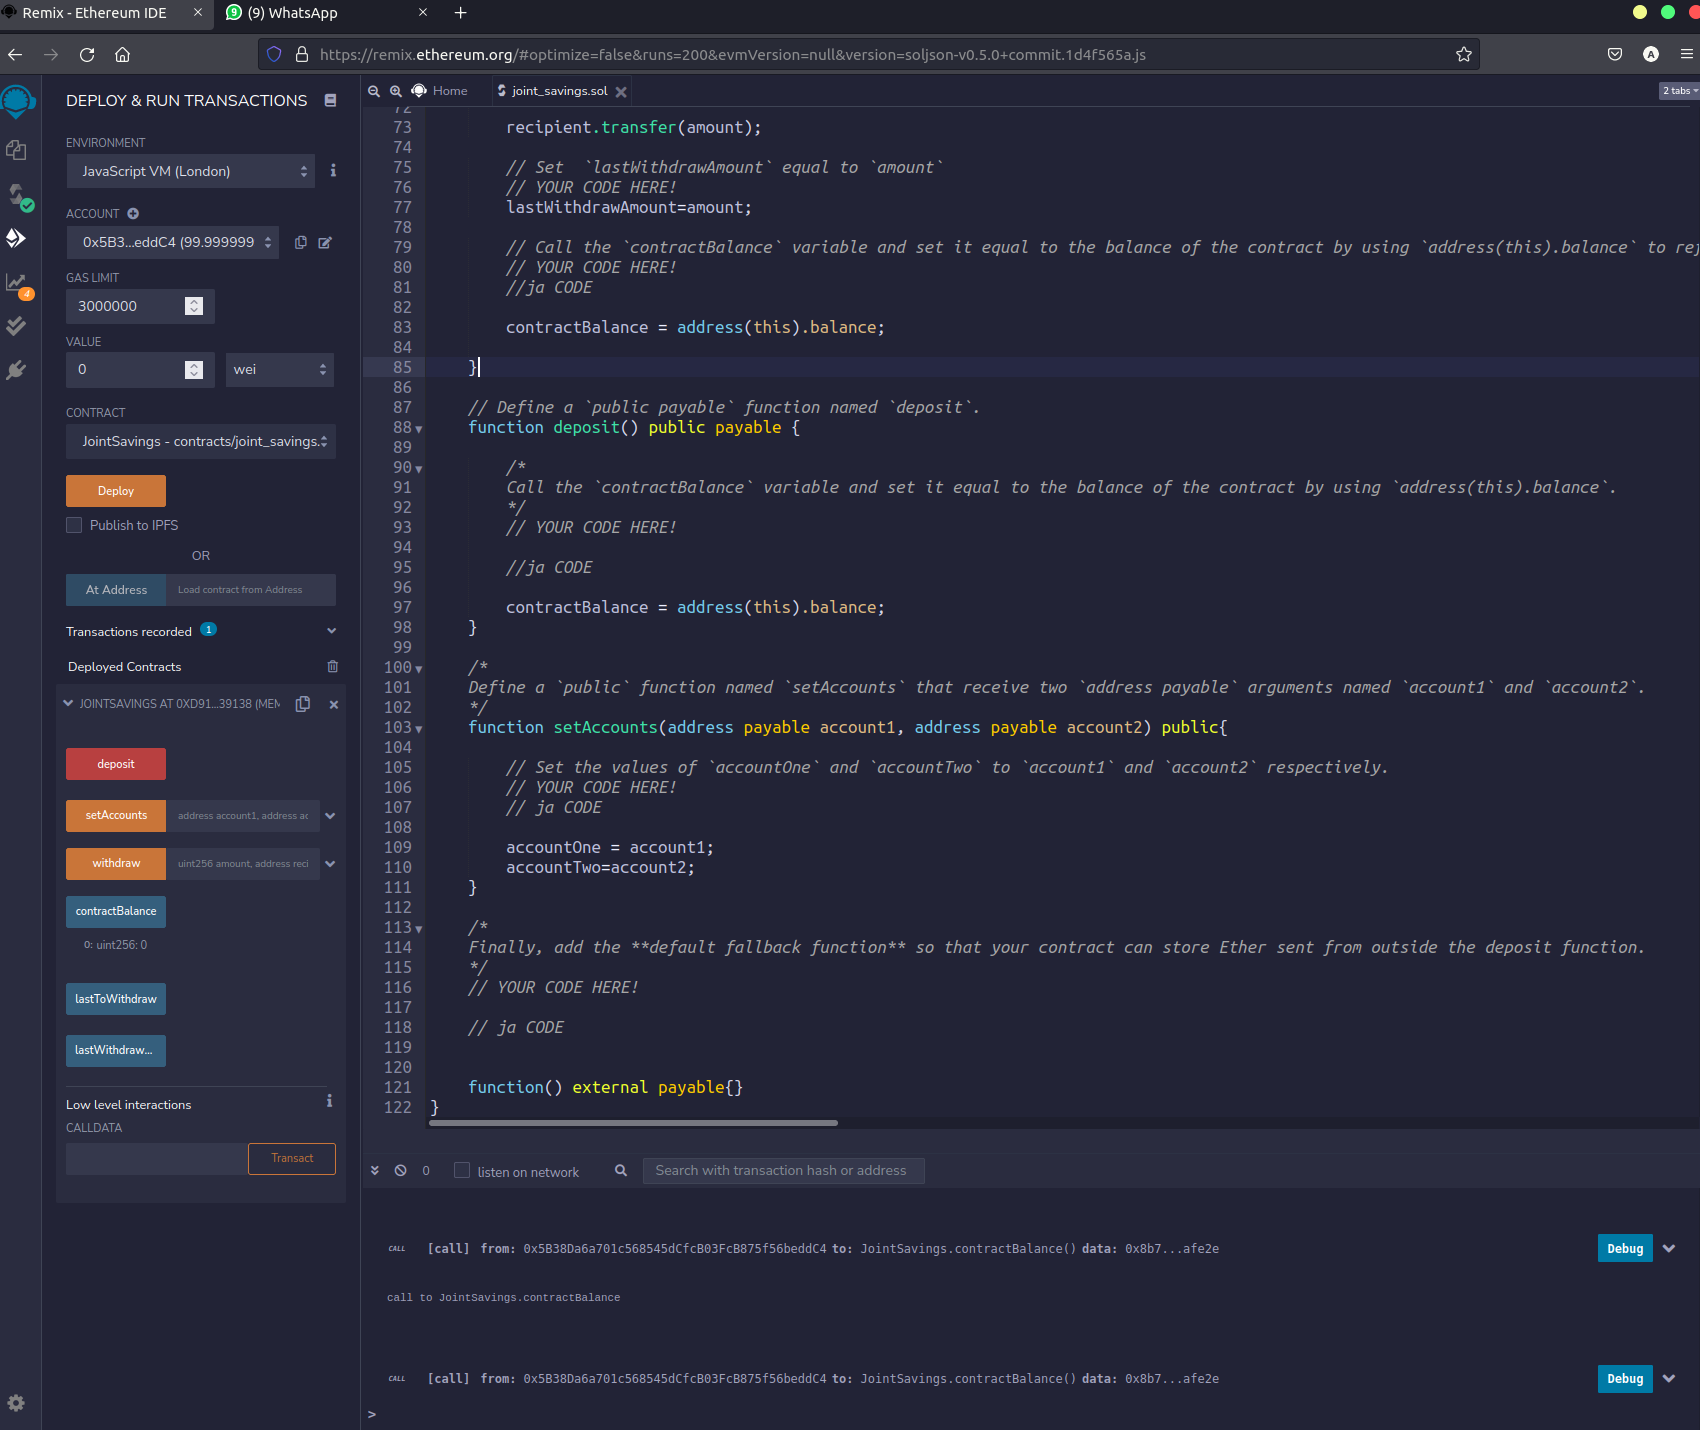 Remix - Ethereum IDE
(9) WhatsApp
https://remix.ethereum.org/#optimize=false&runs=200&evmVersion=null&version=soljson-v0.5.0+commit.1d4f565a.js
DEPLOY & RUN TRANSACTIONS
ENVIRONMENT
JavaScript VM (London)
ACCOUNT
0x5B3...eddC4 (99.999999
GAS LIMIT
3000000
VALUE
0
wei
CONTRACT
JointSavings - contracts/joint_savings.
Deploy
Publish to IPFS
OR
At Address
Load contract from Address
Transactions recorded 1
Deployed Contracts
JOINTSAVINGS AT 0XD91...39138 (MEM
deposit
setAccounts
address account1, address ac
withdraw
uint256 amount, address reci
contractBalance
0: uint256: 0
lastToWithdraw
lastWithdraw...
Low level interactions
CALLDATA
Transact
4
Home
joint_savings.sol
2 tabs
72
73 recipient.transfer(amount);
74
75 // Set  `lastWithdrawAmount` equal to `amount`
76 // YOUR CODE HERE!
77 lastWithdrawAmount=amount;
78
79 // Call the `contractBalance` variable and set it equal to the balance of the contract by using `address(this).balance` to ref
80 // YOUR CODE HERE!
81 //ja CODE
82
83 contractBalance = address(this).balance;
84
85 }
86
87 // Define a `public payable` function named `deposit`.
88 function deposit() public payable {
89
90 /*
91 Call the `contractBalance` variable and set it equal to the balance of the contract by using `address(this).balance`.
92 */
93 // YOUR CODE HERE!
94
95 //ja CODE
96
97 contractBalance = address(this).balance;
98 }
99
100 /*
101 Define a `public` function named `setAccounts` that receive two `address payable` arguments named `account1` and `account2`.
102 */
103 function setAccounts(address payable account1, address payable account2) public{
104
105 // Set the values of `accountOne` and `accountTwo` to `account1` and `account2` respectively.
106 // YOUR CODE HERE!
107 // ja CODE
108
109 accountOne = account1;
110 accountTwo=account2;
111 }
112
113 /*
114 Finally, add the **default fallback function** so that your contract can store Ether sent from outside the deposit function.
115 */
116 // YOUR CODE HERE!
117
118 // ja CODE
119
120
121 function() external payable{}
122 }
0
listen on network
Search with transaction hash or address
CALL [call] from: 0x5B38Da6a701c568545dCfcB03FcB875f56beddC4 to: JointSavings.contractBalance() data: 0x8b7...afe2e
Debug
call to JointSavings.contractBalance
CALL [call] from: 0x5B38Da6a701c568545dCfcB03FcB875f56beddC4 to: JointSavings.contractBalance() data: 0x8b7...afe2e
Debug
>